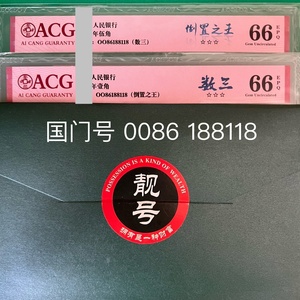 ACG
AI CANG GUARANTY
人民银行
年伍角
OO86188118（数三）
倒置之王
☆☆☆
66 EPQ
Gem Uncirculated
ACG
AI CANG GUARANTY
人民银行
年壹角
OO86188118（倒置之王）
数三
☆☆☆
66 EPQ
Gem Uncirculated
国门号 0086 188118
POSSESSION IS A KIND OF WEALTH
靓号
拥有是一种财富